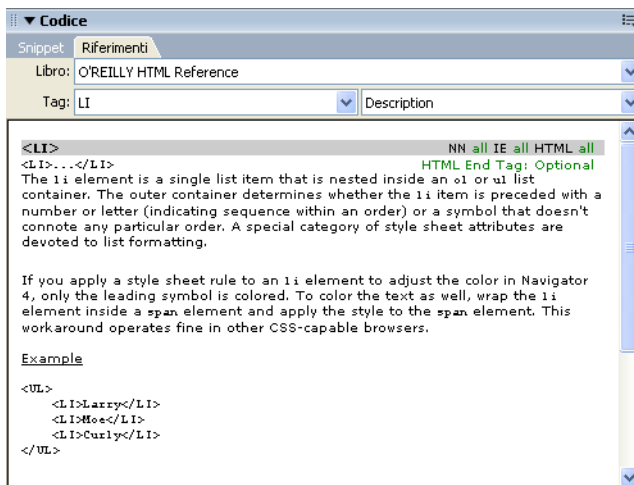 Codice
Snippet Riferimenti
Libro: O'REILLY HTML Reference
Tag: LI Description
<LI> NN all IE all HTML all
<LI>...</LI> HTML End Tag: Optional
The li element is a single list item that is nested inside an ol or ul list
container. The outer container determines whether the li item is preceded with a
number or letter (indicating sequence within an order) or a symbol that doesn't
connote any particular order. A special category of style sheet attributes are
devoted to list formatting.
If you apply a style sheet rule to an li element to adjust the color in Navigator
4, only the leading symbol is colored. To color the text as well, wrap the li
element inside a span element and apply the style to the span element. This
workaround operates fine in other CSS-capable browsers.
Example
<UL>
<LI>Larry</LI>
<LI>Moe</LI>
<LI>Curly</LI>
</UL>